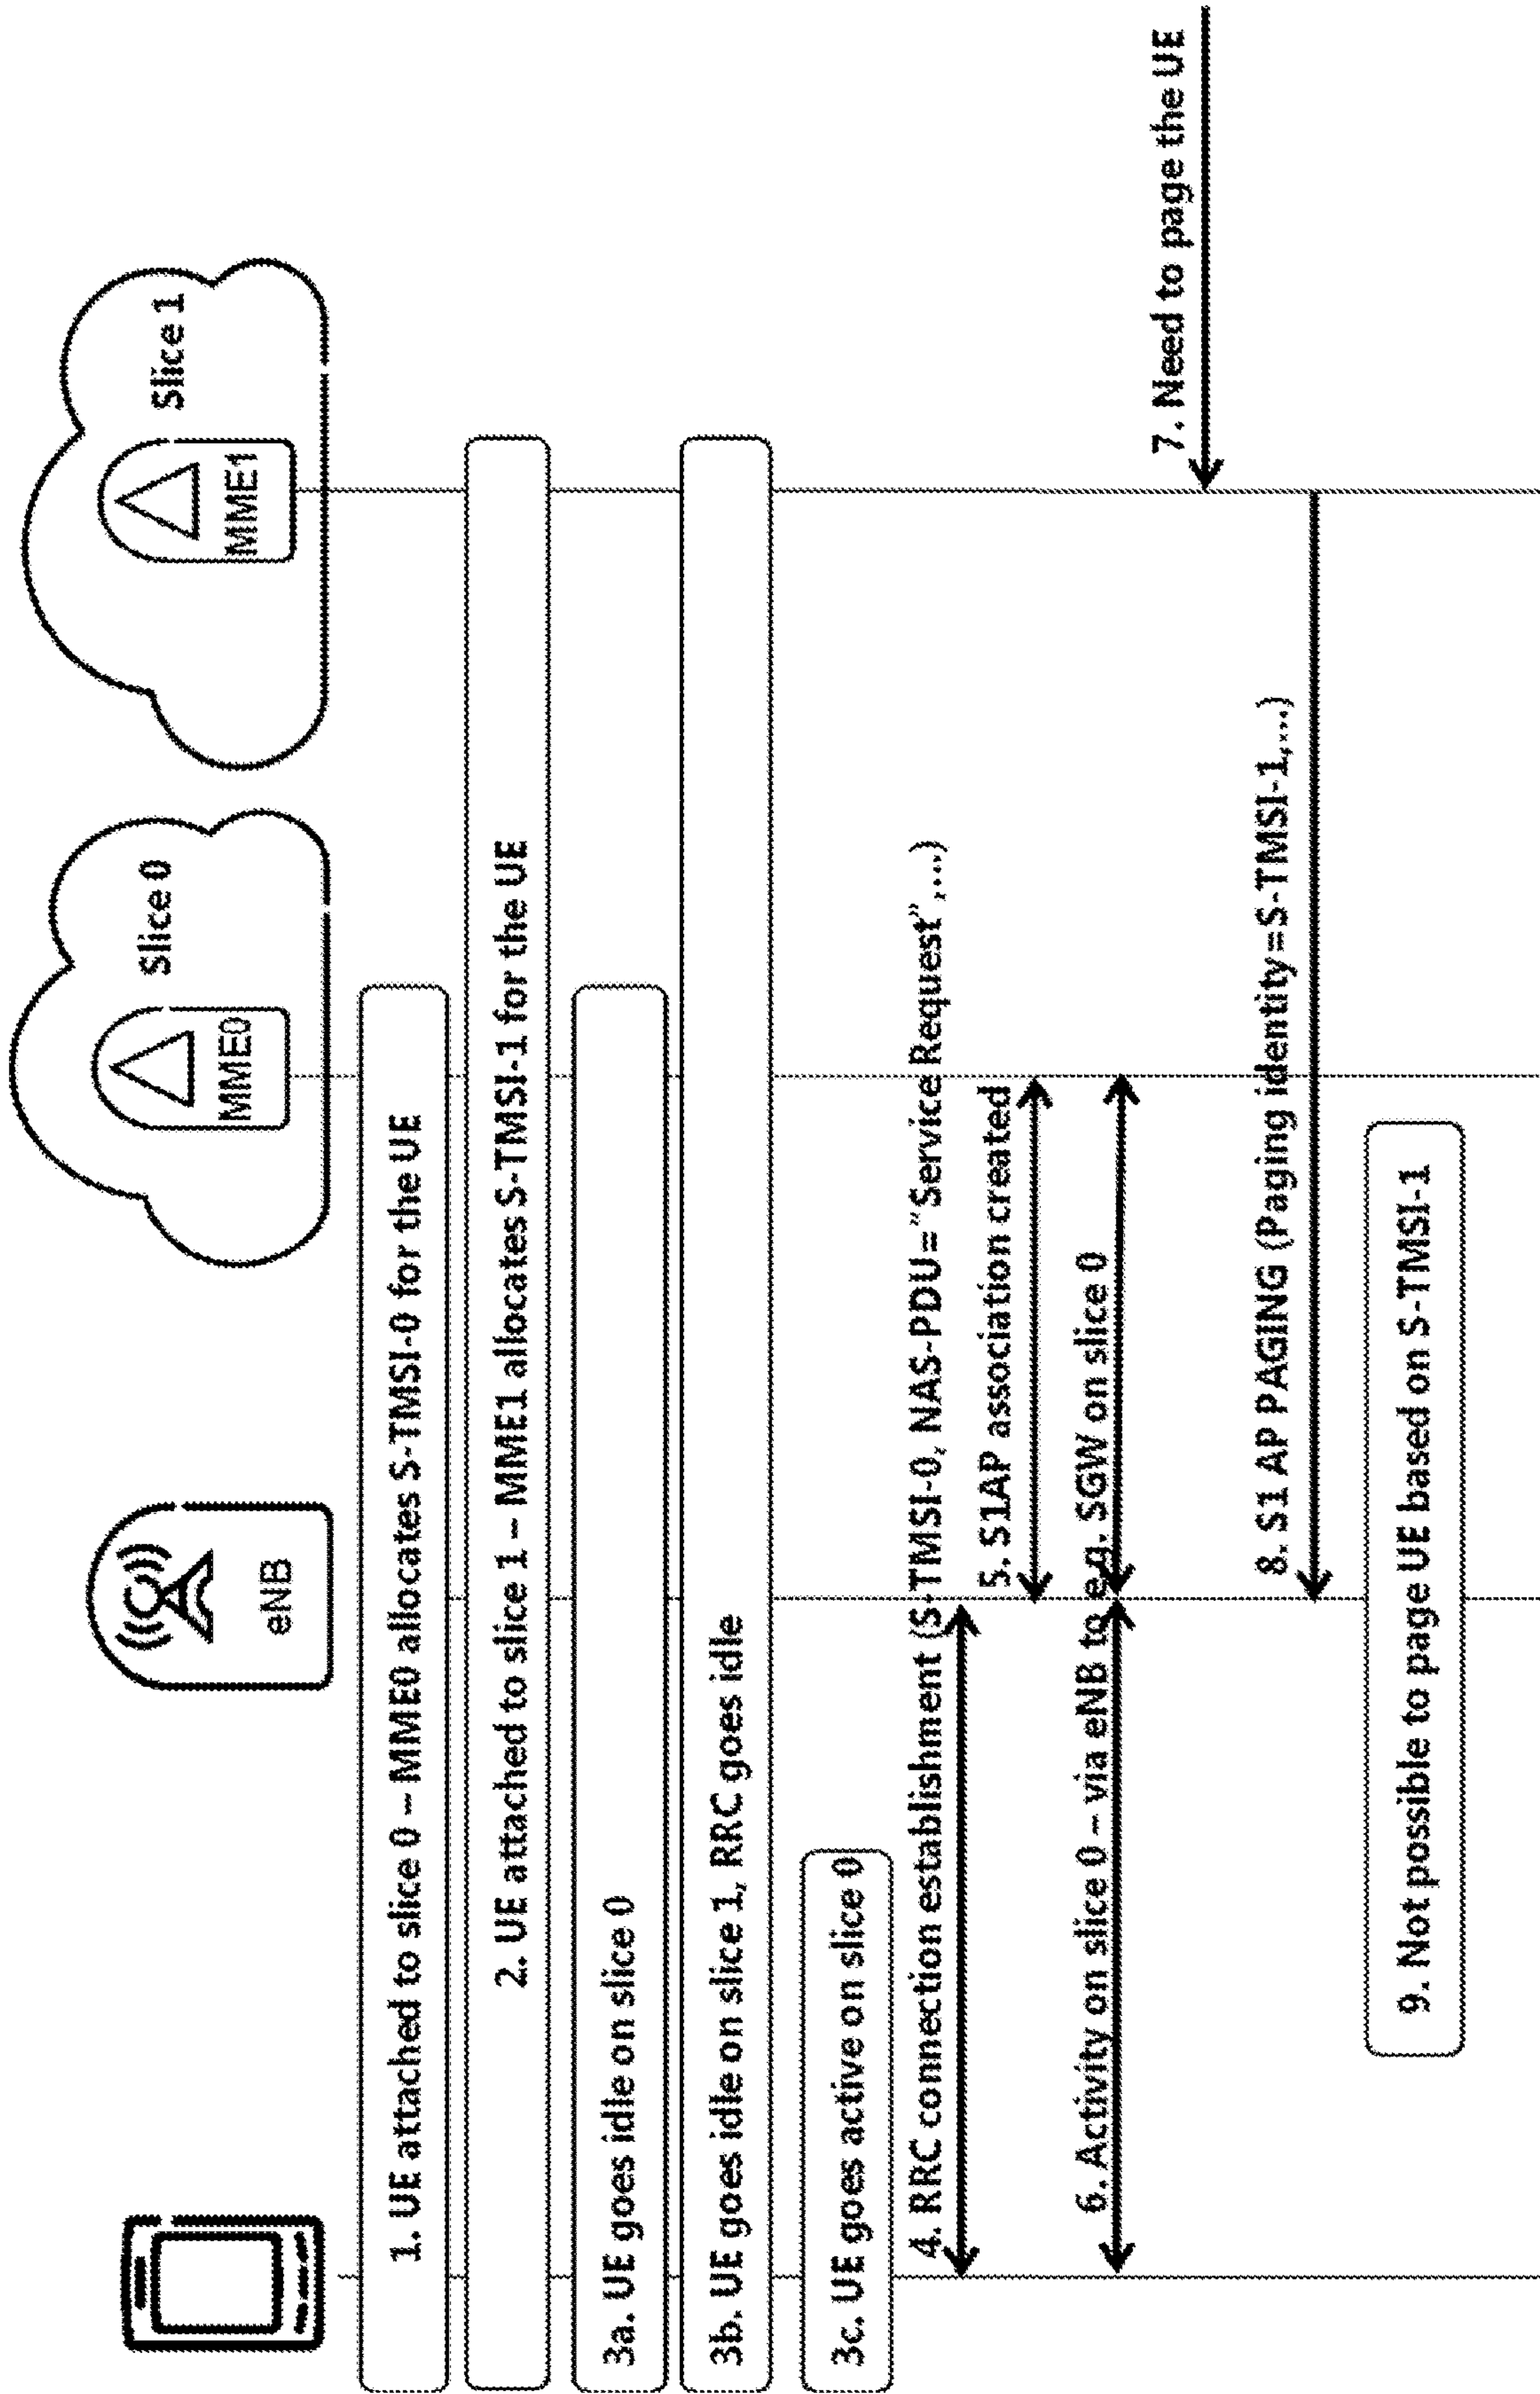 eNB
MME0
Slice 0
MME1
Slice 1
1. UE attached to slice 0 – MME0 allocates S-TMSI-0 for the UE
2. UE attached to slice 1 – MME1 allocates S-TMSI-1 for the UE
3a. UE goes idle on slice 0
3b. UE goes idle on slice 1, RRC goes idle
3c. UE goes active on slice 0
4. RRC connection establishment (S-TMSI-0, NAS-PDU="Service Request",...)
5. S1AP association created
6. Activity on slice 0 – via eNB to e.g. SGW on slice 0
7. Need to page the UE
8. S1 AP PAGING (Paging identity=S-TMSI-1,...)
9. Not possible to page UE based on S-TMSI-1